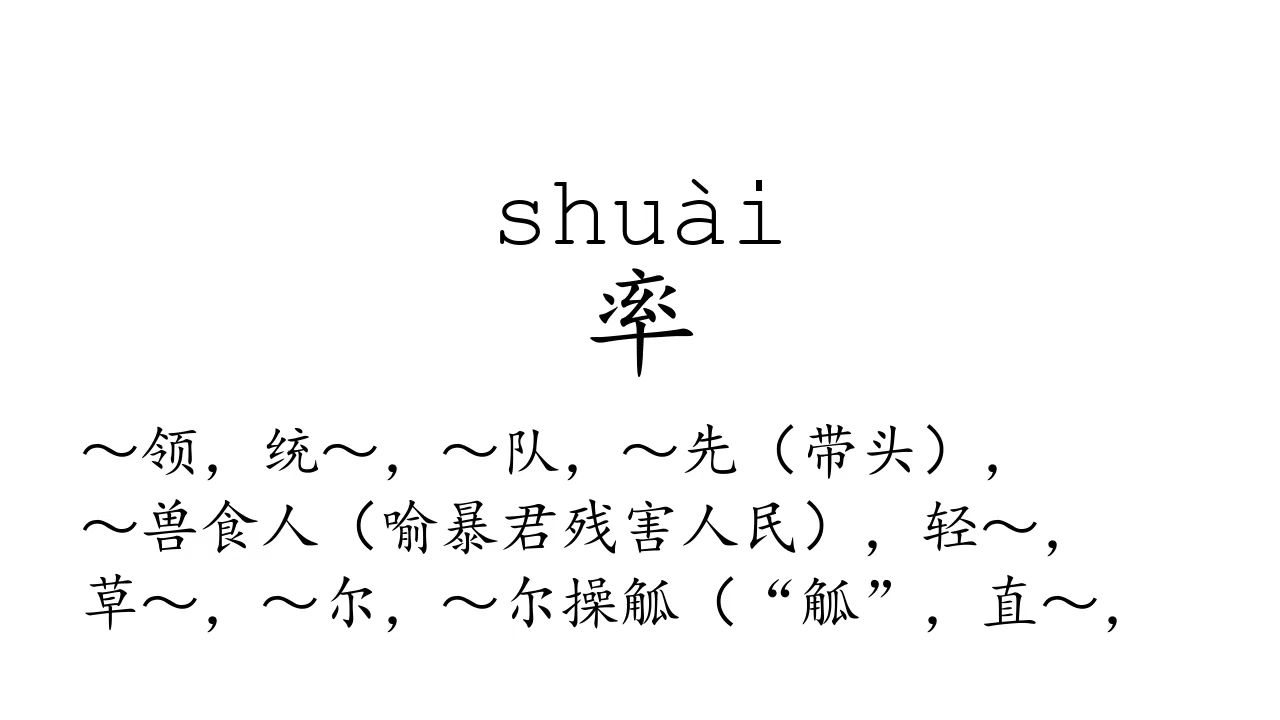 shuài
率
～领，统～，～队，～先（带头），
～兽食人（喻暴君残害人民），轻～，
草～，～尔，～尔操觚（“觚”，直～，